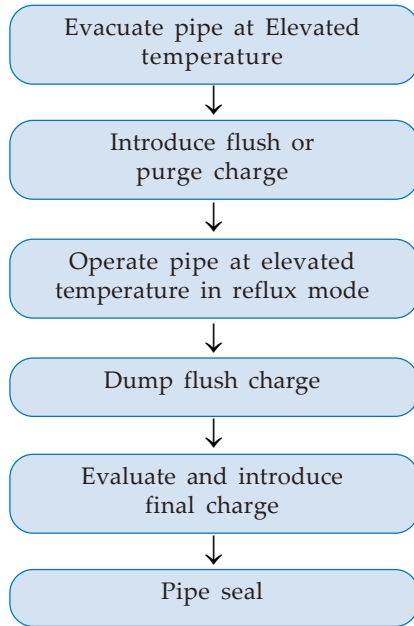 Evacuate pipe at Elevated
temperature
Introduce flush or
purge charge
Operate pipe at elevated
temperature in reflux mode
Dump flush charge
Evaluate and introduce
final charge
Pipe seal